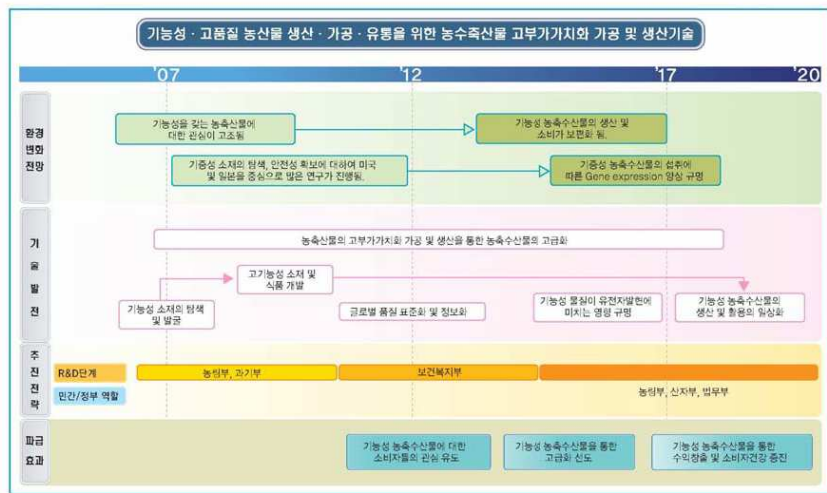 기능성 · 고품질 농산물 생산 · 가공 · 유통을 위한 농수축산물 고부가가치화 가공 및 생산기술
'07 '12 '17 '20
환경
변화
전망
기능성을 갖는 농축산물에
대한 관심이 고조됨
기능성 농축수산물의 생산 및
소비가 보편화 됨.
기증성 소재의 탐색, 안전성 확보에 대하여 미국
및 일본을 중심으로 많은 연구가 진행됨.
기증성 농축수산물의 섭취에
따른 Gene expression 양상 규명
기
술
발
전
농축산물의 고부가가치화 가공 및 생산을 통한 농축수산물의 고급화
고기능성 소재 및
식품 개발
기능성 소재의 탐색
및 발굴
글로벌 품질 표준화 및 정보화
기능성 물질이 유전자발현에
미치는 영향 규명
기능성 농축수산물의
생산 및 활용의 일상화
추
진
전
략
R&D단계
농림부, 과기부
보건복지부
민간/정부 역할
농림부, 산자부, 법무부
파급
효과
기능성 농축수산물에 대한
소비자들의 관심 유도
기능성 농축수산물을 통한
고급화 선도
기능성 농축수산물을 통한
수익창출 및 소비자건강 증진